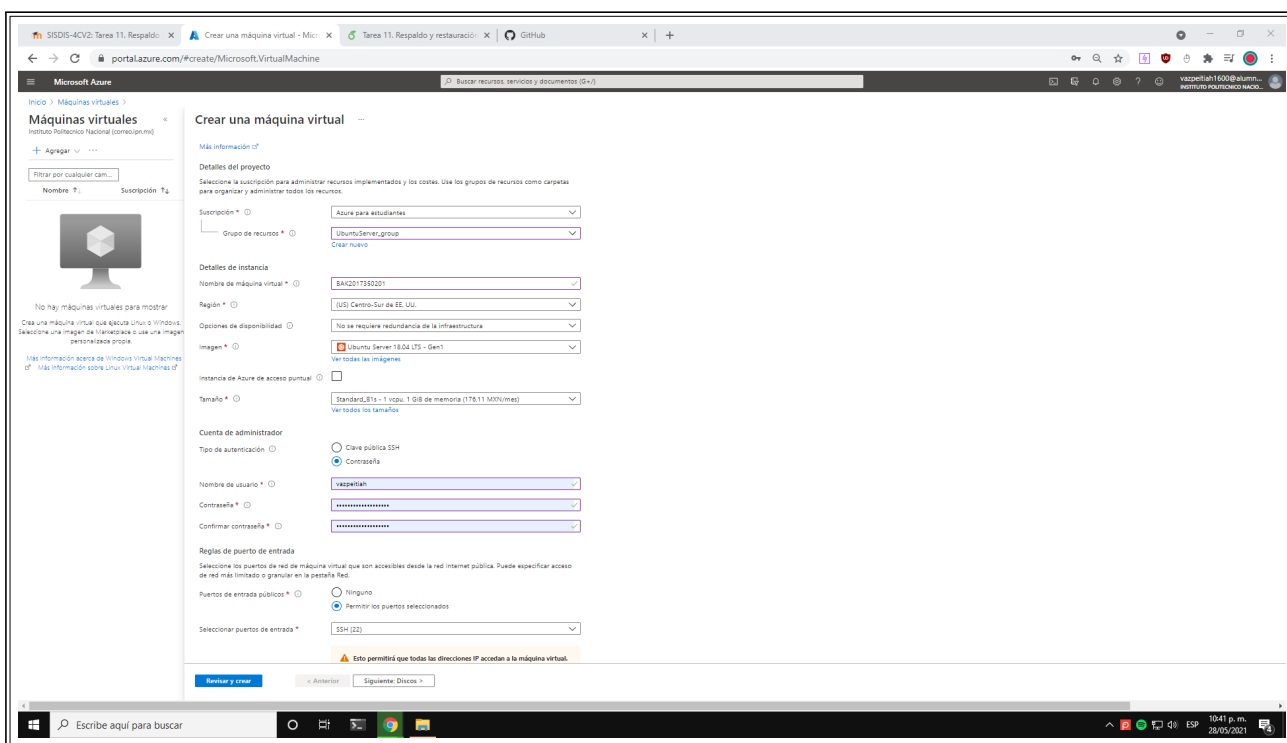 SISDIS-4CV2: Tarea 11. Respaldo
Crear una máquina virtual - Micro
Tarea 11. Respaldo y restauración
GitHub
portal.azure.com/#create/Microsoft.VirtualMachine
Microsoft Azure
Buscar recursos, servicios y documentos (G+/)
vazpeitiah1600@alumn...
INSTITUTO POLITECNICO NACIO...
Inicio > Máquinas virtuales >
Máquinas virtuales
Instituto Politecnico Nacional (correo.ipn.mx)
Agregar
Filtrar por cualquier cam...
Nombre
Suscripción
No hay máquinas virtuales para mostrar
Crea una máquina virtual que ejecuta Linux o Windows.
Seleccione una imagen de Marketplace o use una imagen
personalizada propia.
Más información acerca de Windows Virtual Machines
Más información sobre Linux Virtual Machines
Crear una máquina virtual ...
Más información
Detalles del proyecto
Seleccione la suscripción para administrar recursos implementados y los costes. Use los grupos de recursos como carpetas
para organizar y administrar todos los recursos.
Suscripción * Azure para estudiantes
Grupo de recursos * UbuntuServer_group
Crear nuevo
Detalles de instancia
Nombre de máquina virtual * BAK2017350201
Región * (US) Centro-Sur de EE. UU.
Opciones de disponibilidad No se requiere redundancia de la infraestructura
Imagen * Ubuntu Server 18.04 LTS - Gen1
Ver todas las imágenes
Instancia de Azure de acceso puntual
Tamaño * Standard_B1s - 1 vcpu, 1 GiB de memoria (176,11 MXN/mes)
Ver todos los tamaños
Cuenta de administrador
Tipo de autenticación Clave pública SSH
Contraseña
Nombre de usuario * vazpeitiah
Contraseña * ••••••••••••••••••
Confirmar contraseña * ••••••••••••••••••
Reglas de puerto de entrada
Seleccione los puertos de red de máquina virtual que son accesibles desde la red Internet pública. Puede especificar acceso
de red más limitado o granular en la pestaña Red.
Puertos de entrada públicos * Ninguno
Permitir los puertos seleccionados
Seleccionar puertos de entrada * SSH (22)
Esto permitirá que todas las direcciones IP accedan a la máquina virtual.
Revisar y crear
< Anterior
Siguiente: Discos >
Escribe aquí para buscar
ESP
10:41 p. m.
28/05/2021
4